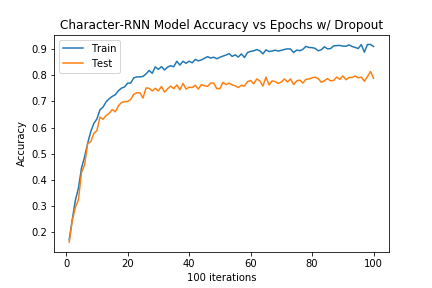 Character-RNN Model Accuracy vs Epochs w/ Dropout
Train
Test
Accuracy
0.9
0.8
0.7
0.6
0.5
0.4
0.3
0.2
0 20 40 60 80 100
100 iterations